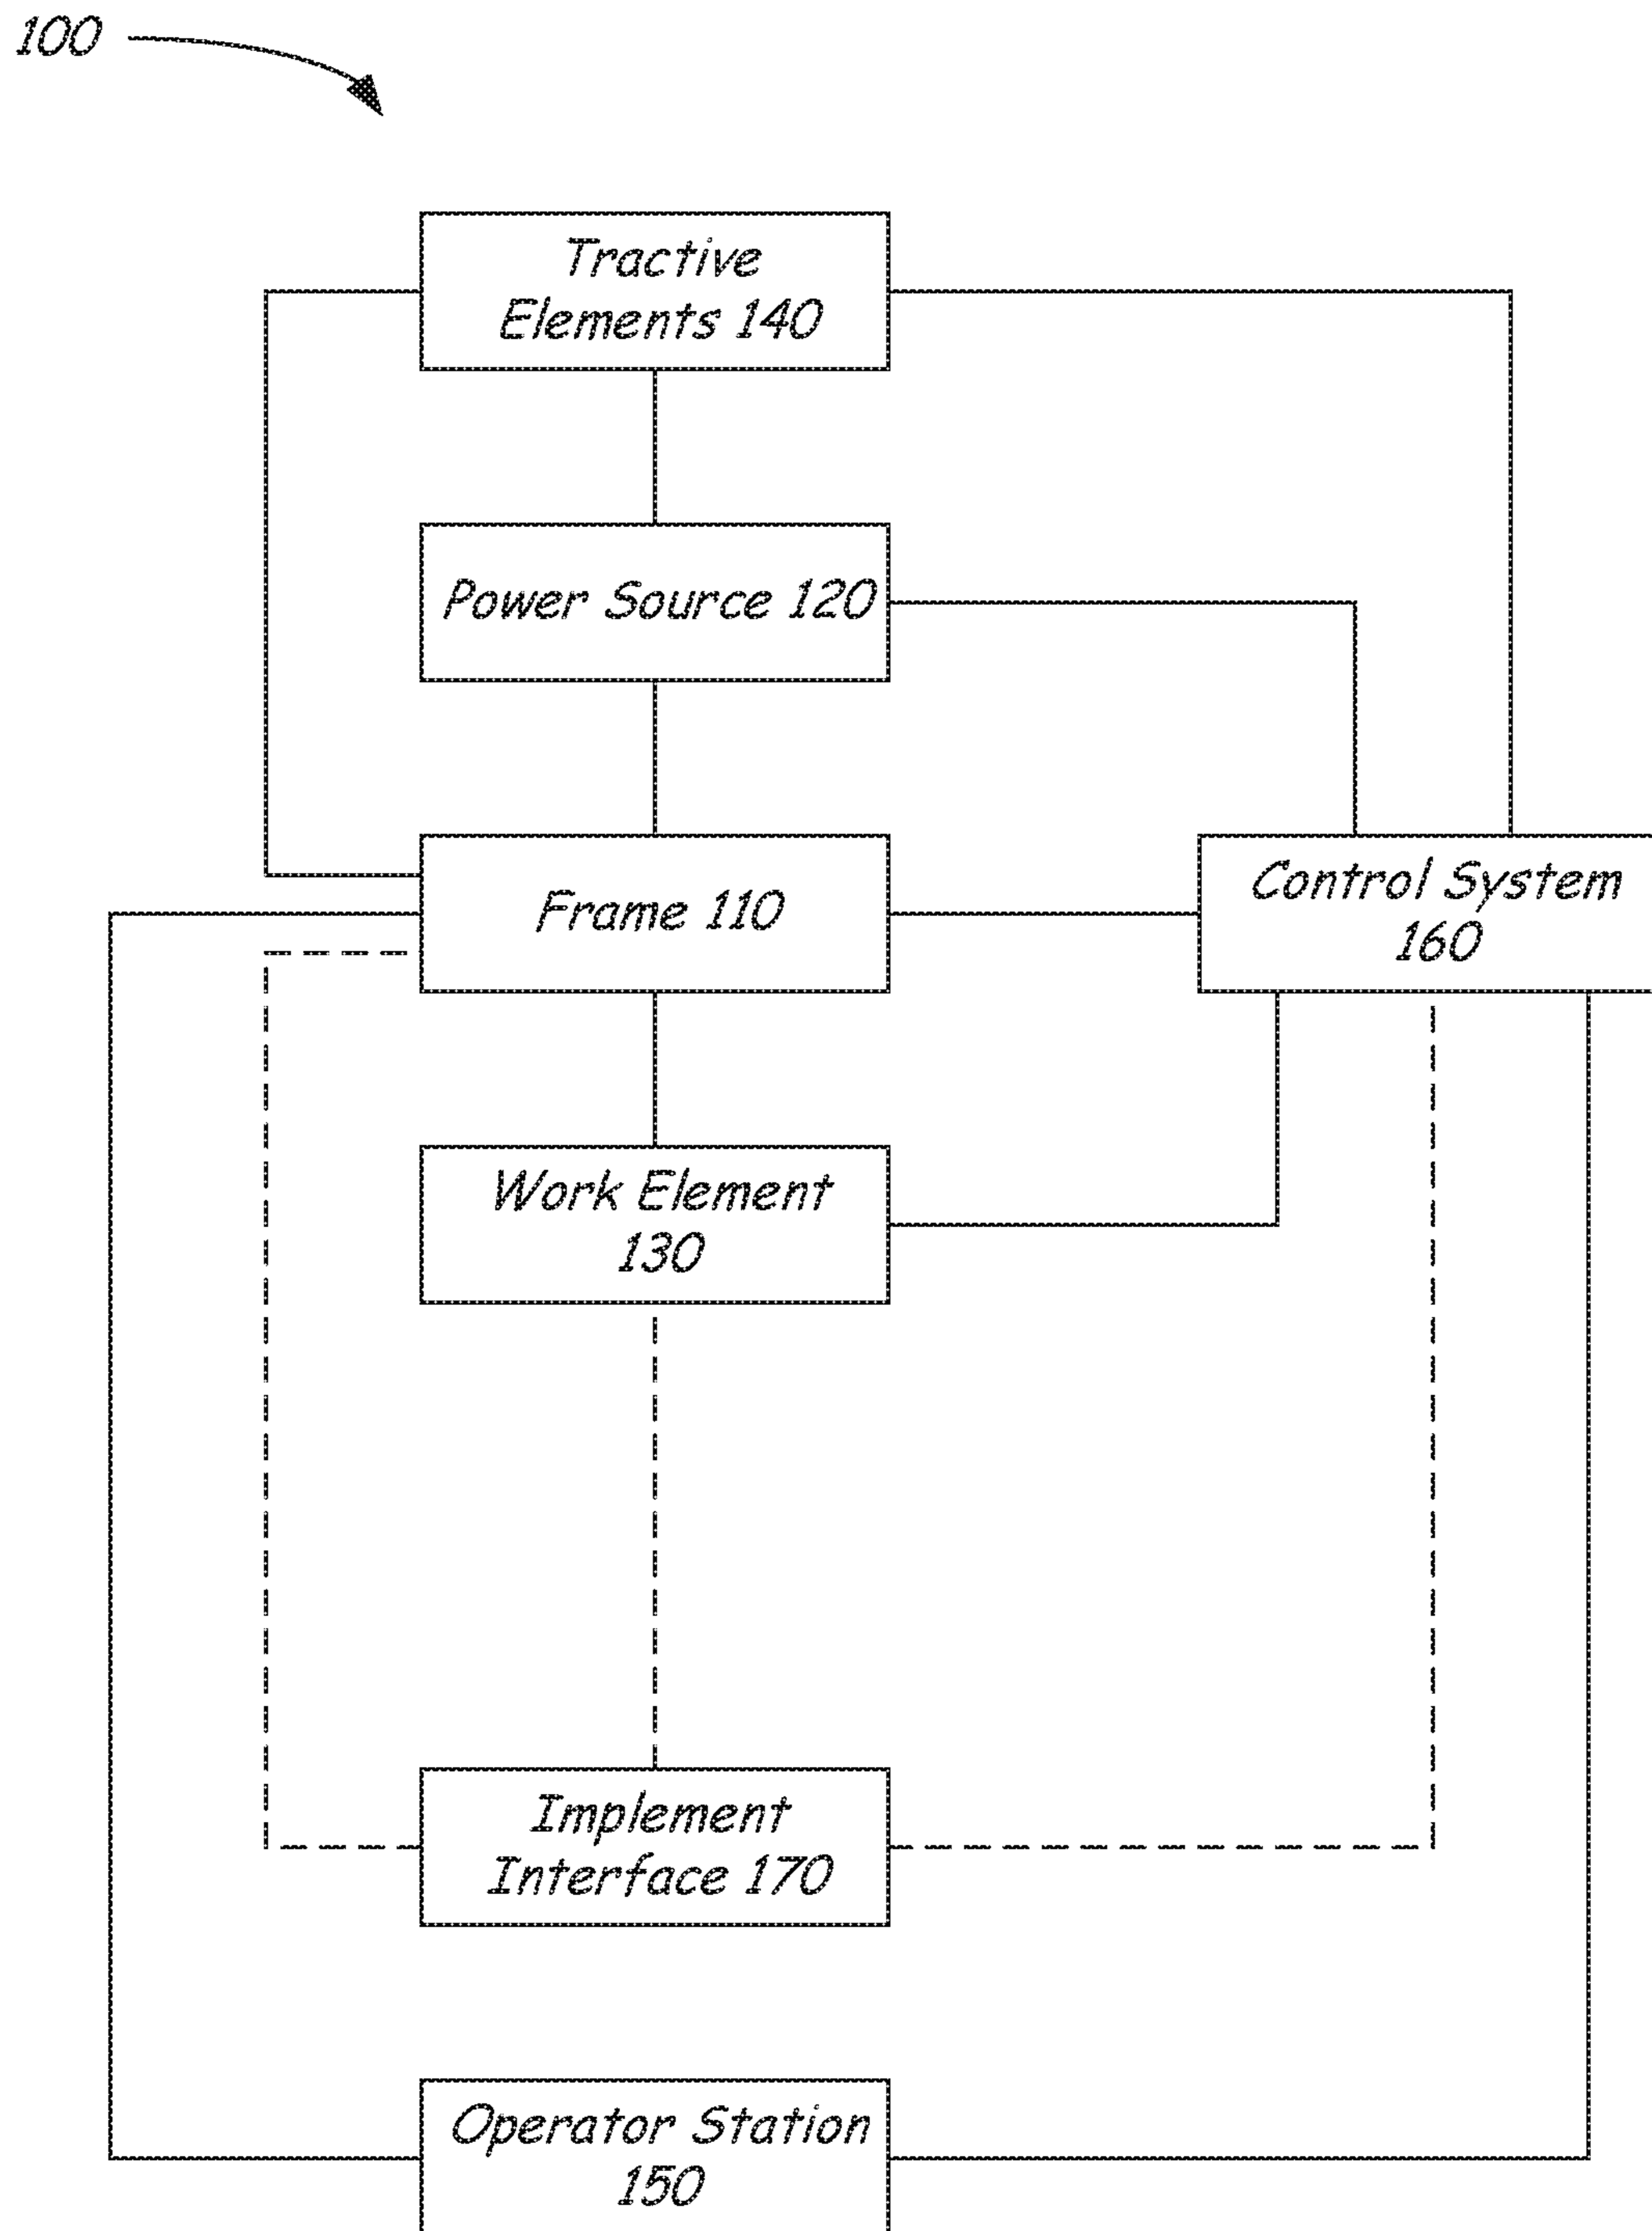 100
Tractive
Elements 140
Power Source 120
Frame 110
Control System
160
Work Element
130
Implement
Interface 170
Operator Station
150